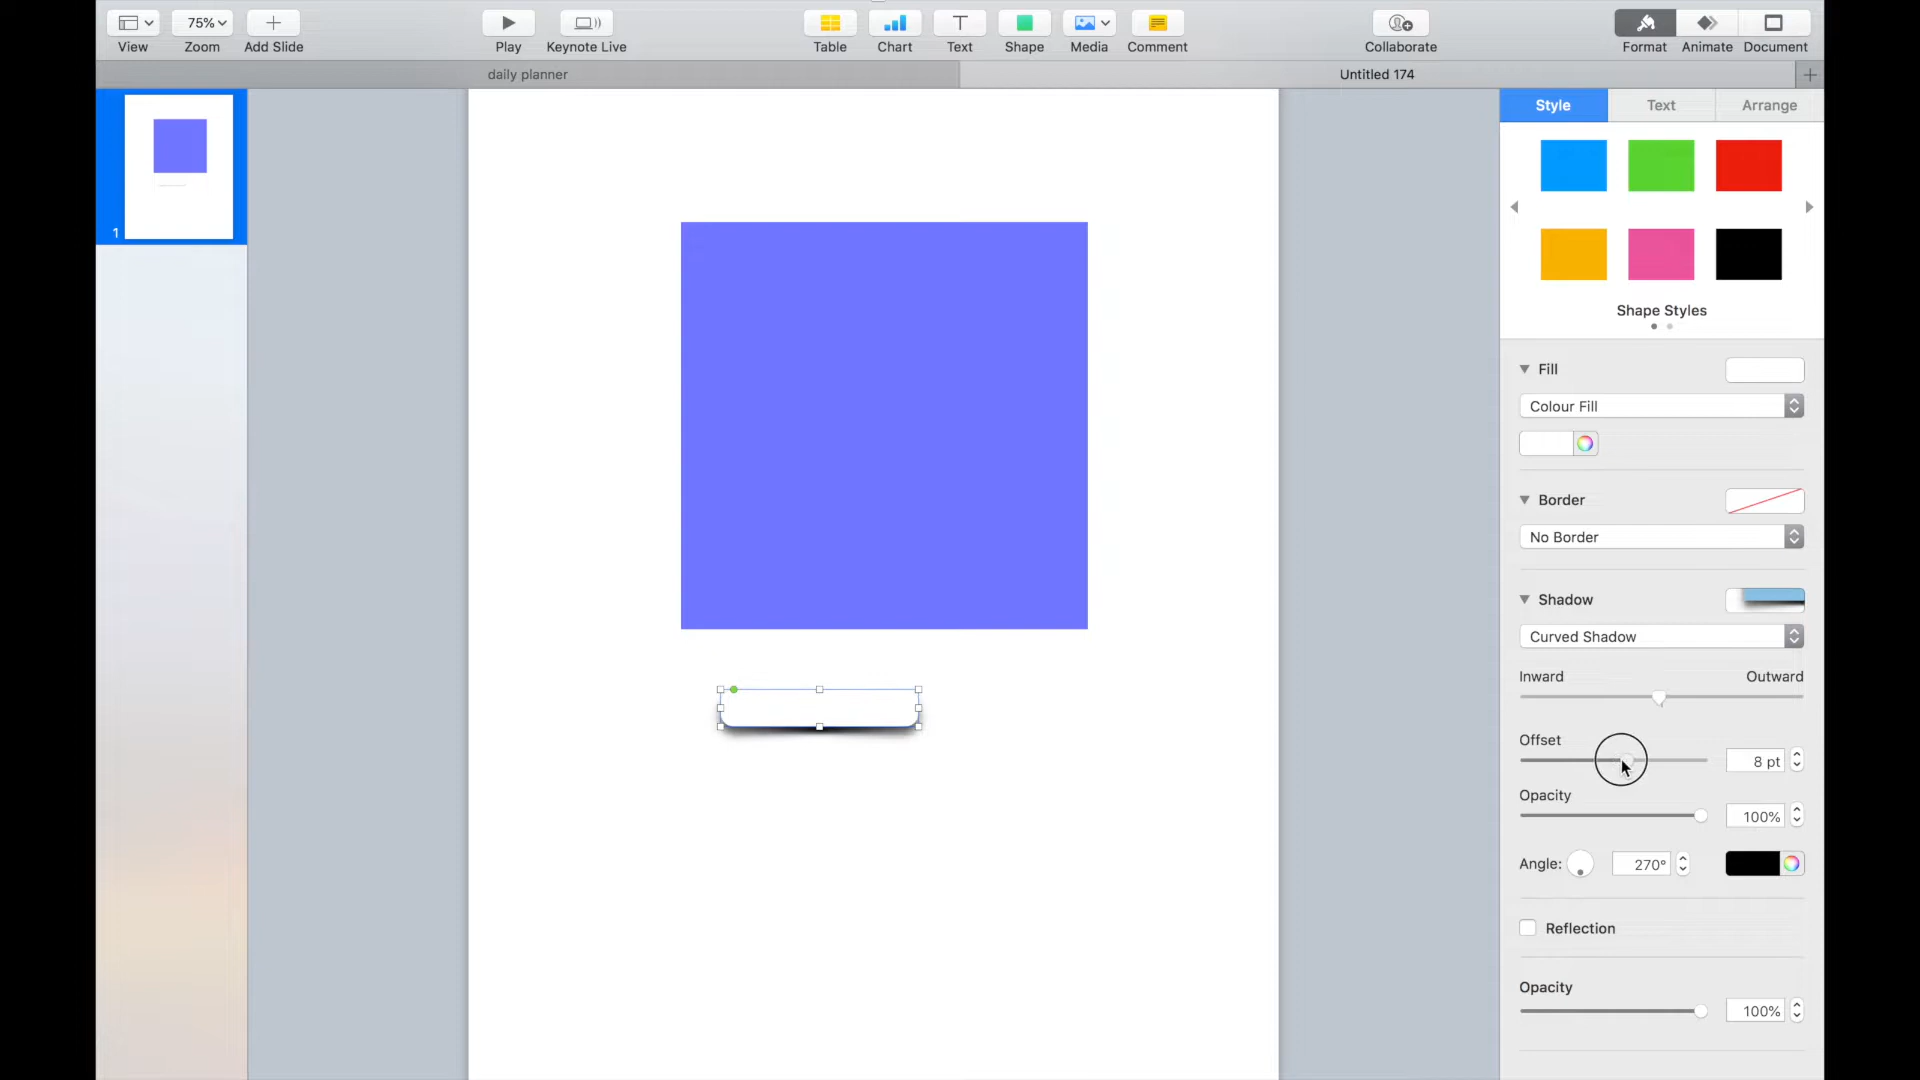 75%
View
Zoom
Add Slide
Play
Keynote Live
Table
Chart
Text
Shape
Media
Comment
Collaborate
Format
Animate
Document
daily planner
Untitled 174
1
Style
Text
Arrange
Shape Styles
Fill
Colour Fill
Border
No Border
Shadow
Curved Shadow
Inward
Outward
Offset
8 pt
Opacity
100%
Angle:
270°
Reflection
Opacity
100%